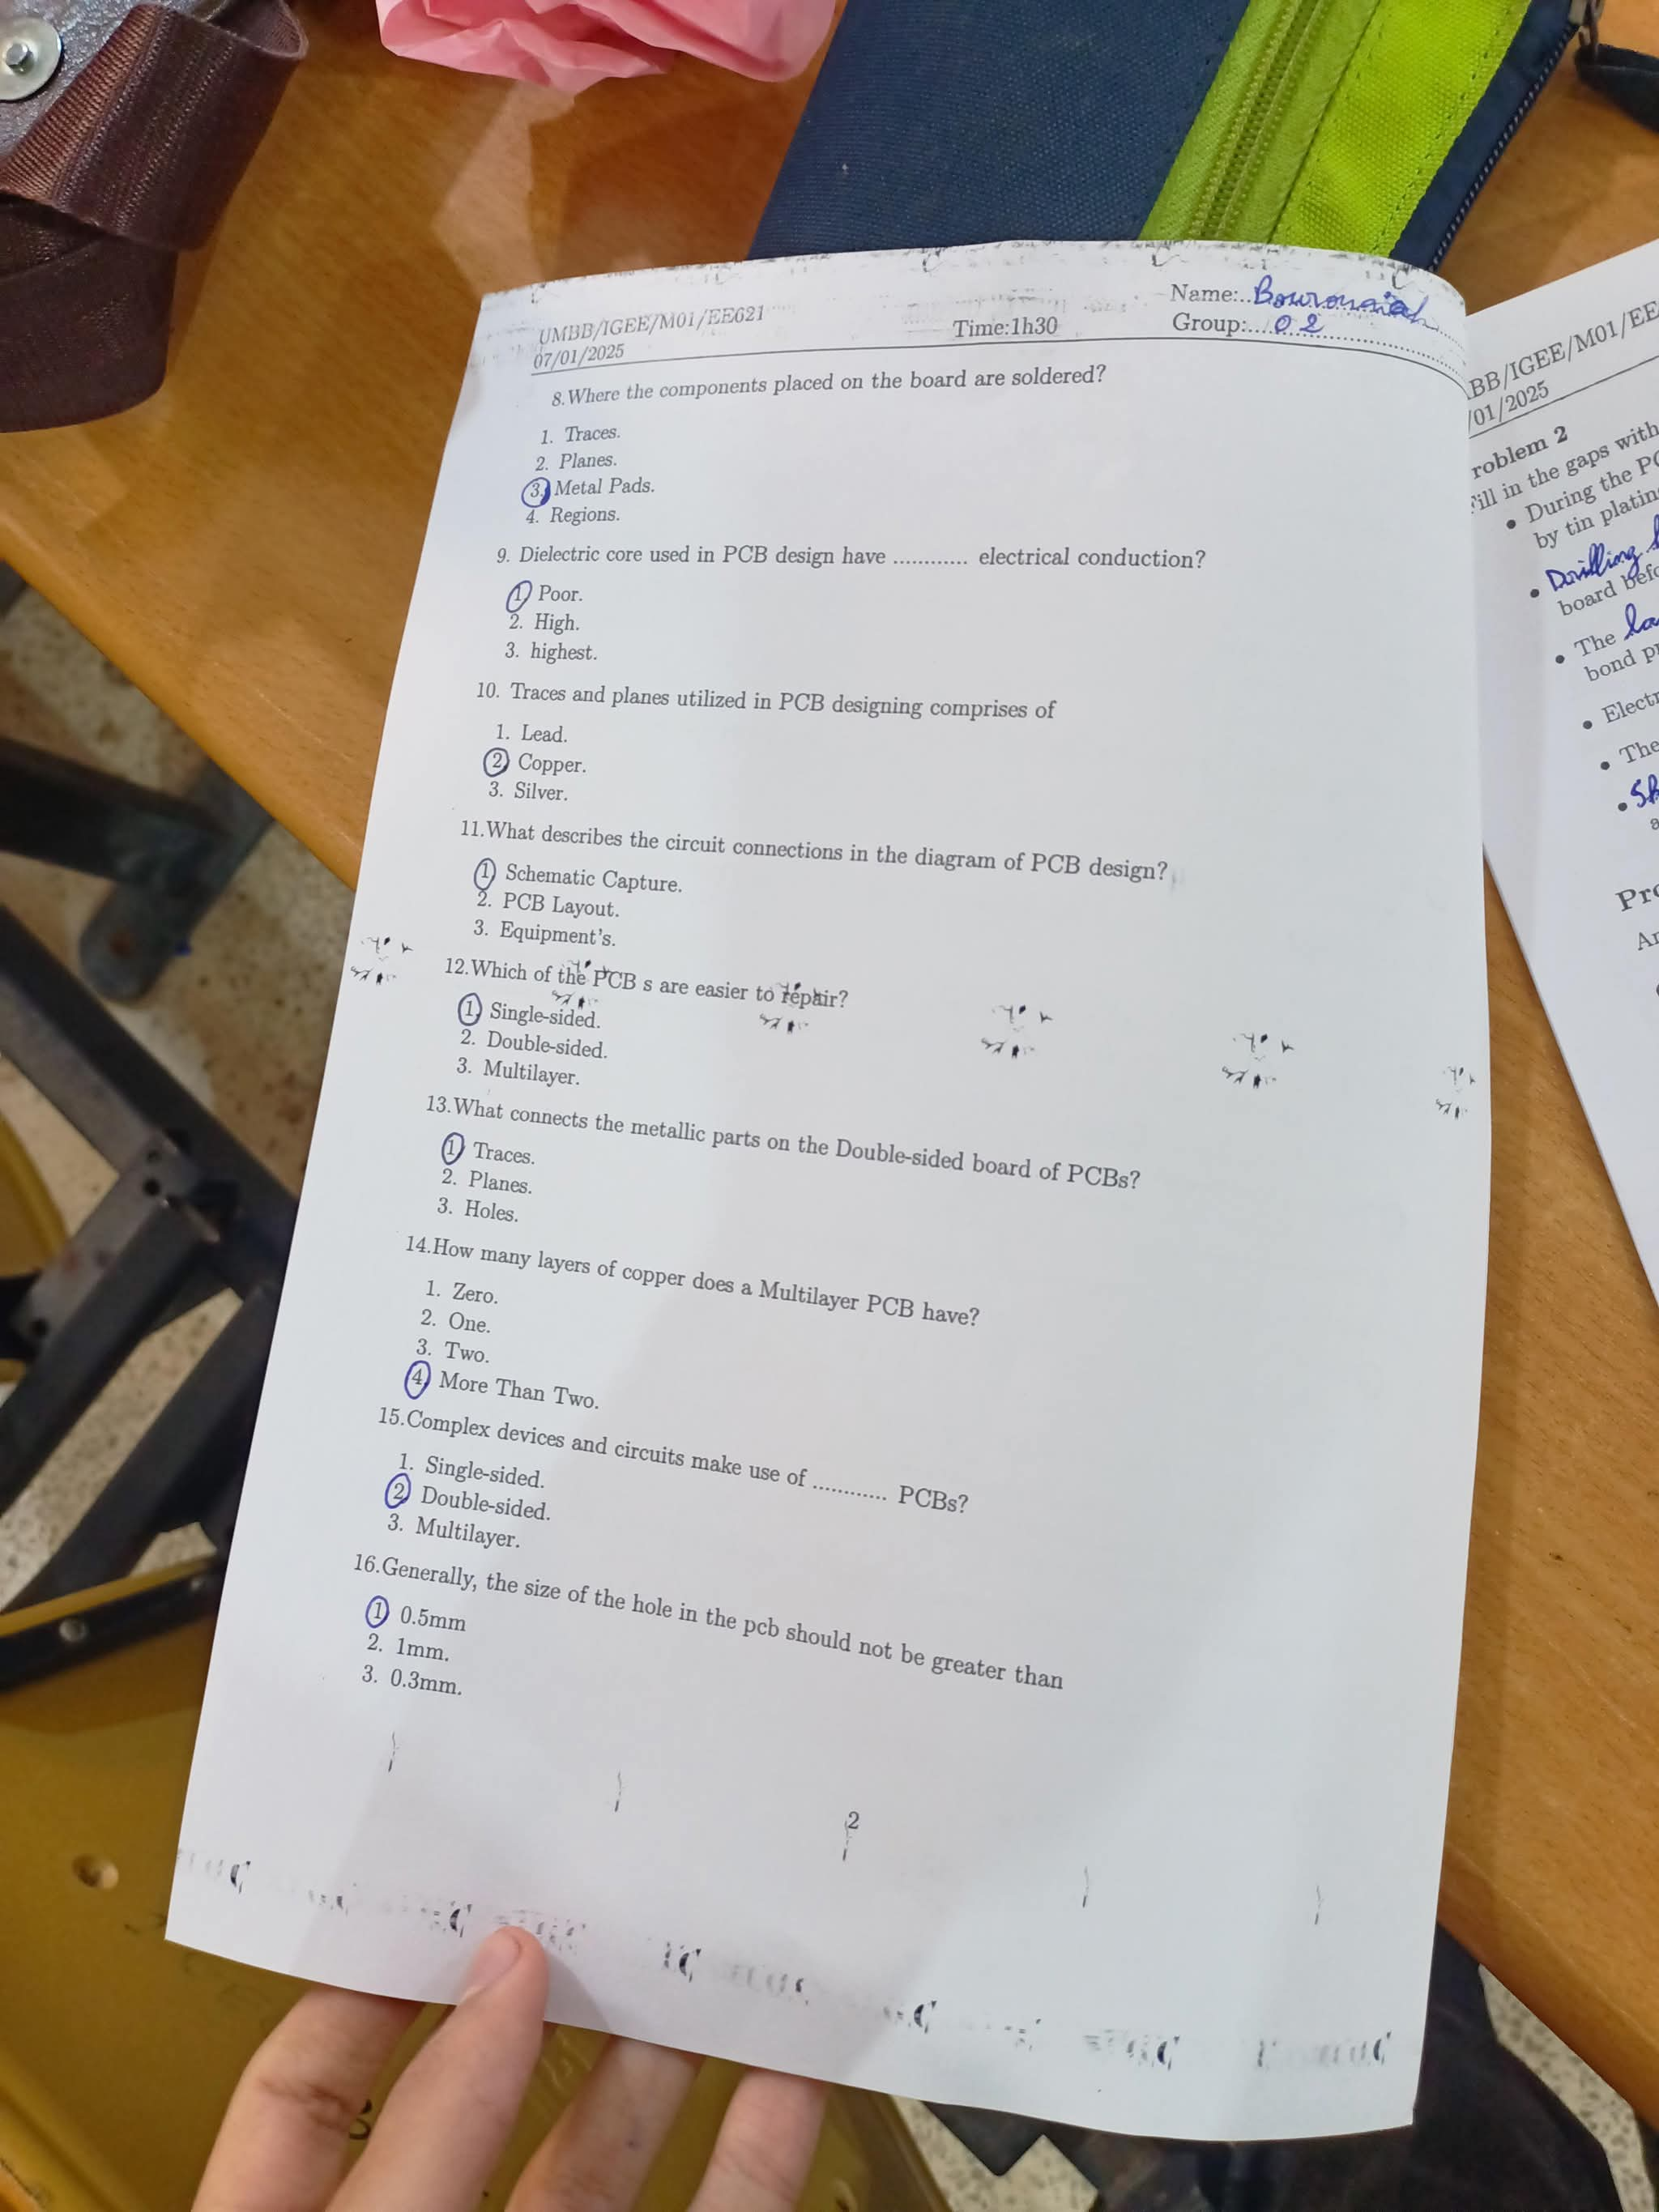 UMBB/IGEE/M01/EE621
07/01/2025
Time:1h30
Name:..
Group:....02
8.Where the components placed on the board are soldered?
1. Traces.
2. Planes.
3. Metal Pads.
4. Regions.
9. Dielectric core used in PCB design have ............ electrical conduction?
1. Poor.
2. High.
3. highest.
10. Traces and planes utilized in PCB designing comprises of
1. Lead.
2. Copper.
3. Silver.
11.What describes the circuit connections in the diagram of PCB design?
1. Schematic Capture.
2. PCB Layout.
3. Equipment's.
12.Which of the PCB s are easier to repair?
1. Single-sided.
2. Double-sided.
3. Multilayer.
13.What connects the metallic parts on the Double-sided board of PCBs?
1. Traces.
2. Planes.
3. Holes.
14.How many layers of copper does a Multilayer PCB have?
1. Zero.
2. One.
3. Two.
4. More Than Two.
15.Complex devices and circuits make use of ............ PCBs?
1. Single-sided.
2. Double-sided.
3. Multilayer.
16.Generally, the size of the hole in the pcb should not be greater than
1. 0.5mm
2. 1mm.
3. 0.3mm.
2
BB/IGEE/M01/EE
/01/2025
roblem 2
ill in the gaps with
• During the PC
by tin plating
• Drilling
board befo
• The
bond pr
• Electr
• The